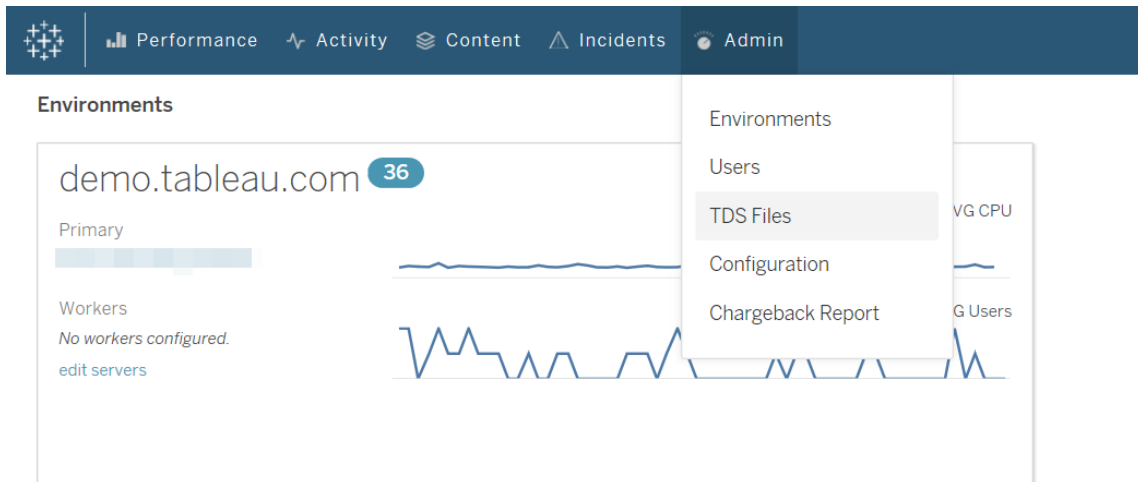 Performance Activity Content Incidents Admin
Environments
demo.tableau.com 36
Primary
Workers
No workers configured.
edit servers
Environments
Users
TDS Files
Configuration
Chargeback Report
VG CPU
G Users